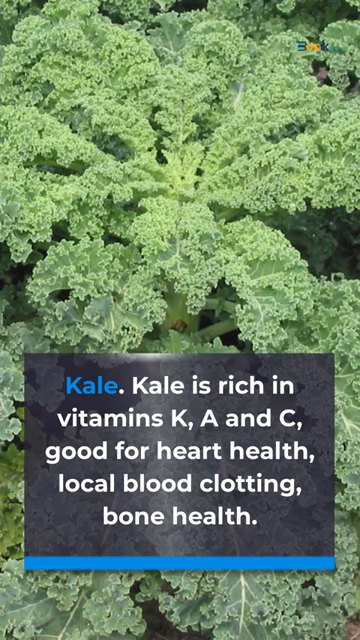 Kale. Kale is rich in
vitamins K, A and C,
good for heart health,
local blood clotting,
bone health.